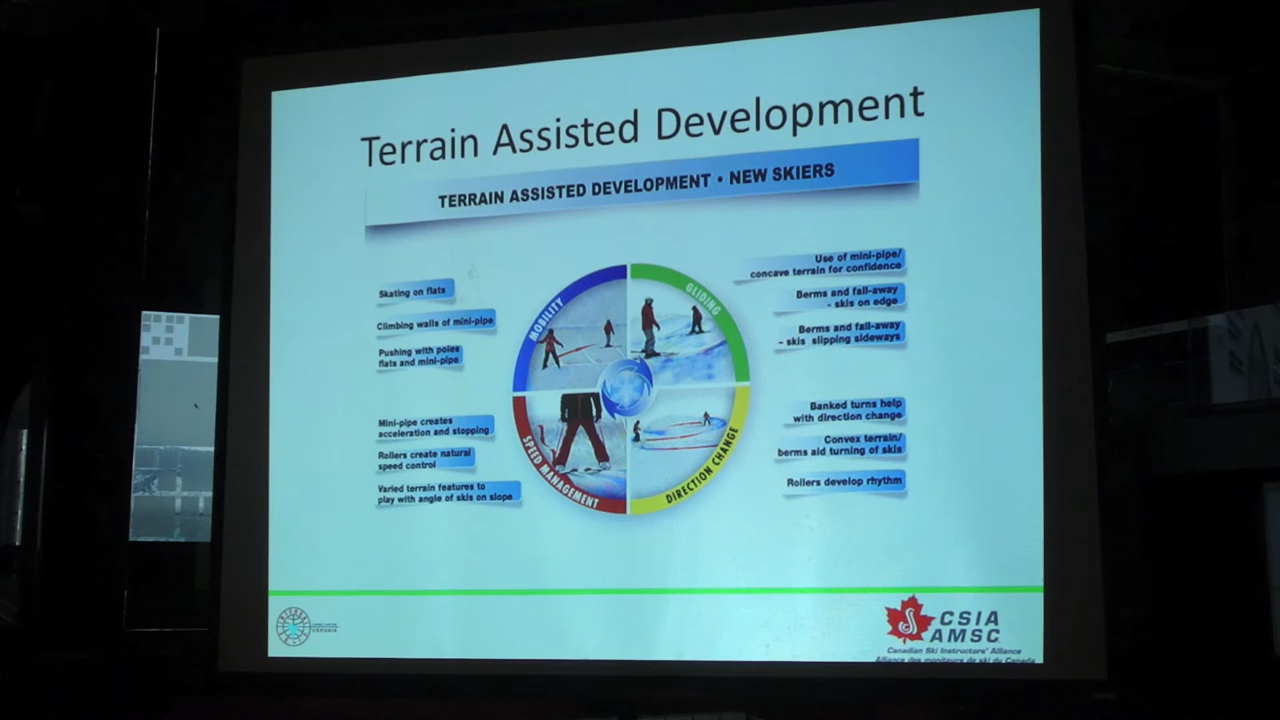 Terrain Assisted Development
TERRAIN ASSISTED DEVELOPMENT • NEW SKIERS
Skating on flats
Climbing walls of mini-pipe
Pushing with poles
flats and mini-pipe
MOBILITY
GLIDING
Use of mini-pipe/
concave terrain for confidence
Berms and fall-away
- skis on edge
Berms and fall-away
- skis slipping sideways
Mini-pipe creates
acceleration and stopping
Rollers create natural
speed control
Varied terrain features to
play with angle of skis on slope
SPEED MANAGEMENT
DIRECTION CHANGE
Banked turns help
with direction change
Convex terrain/
berms aid turning of skis
Rollers develop rhythm
USHUAIA
CSIA
AMSC
Canadian Ski Instructors' Alliance
Alliance des moniteurs de ski du Canada